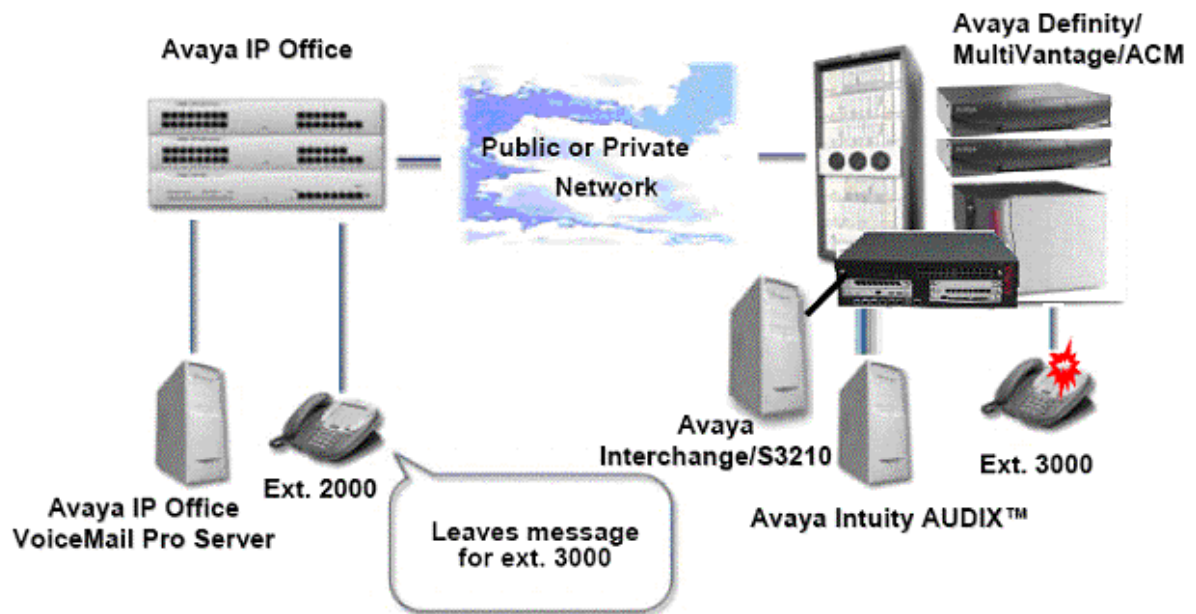 Avaya IP Office
Avaya Definity/
MultiVantage/ACM
Public or Private
Network
Avaya
Interchange/S3210
Ext. 2000
Ext. 3000
Avaya IP Office
VoiceMail Pro Server
Avaya Intuity AUDIX™
Leaves message
for ext. 3000